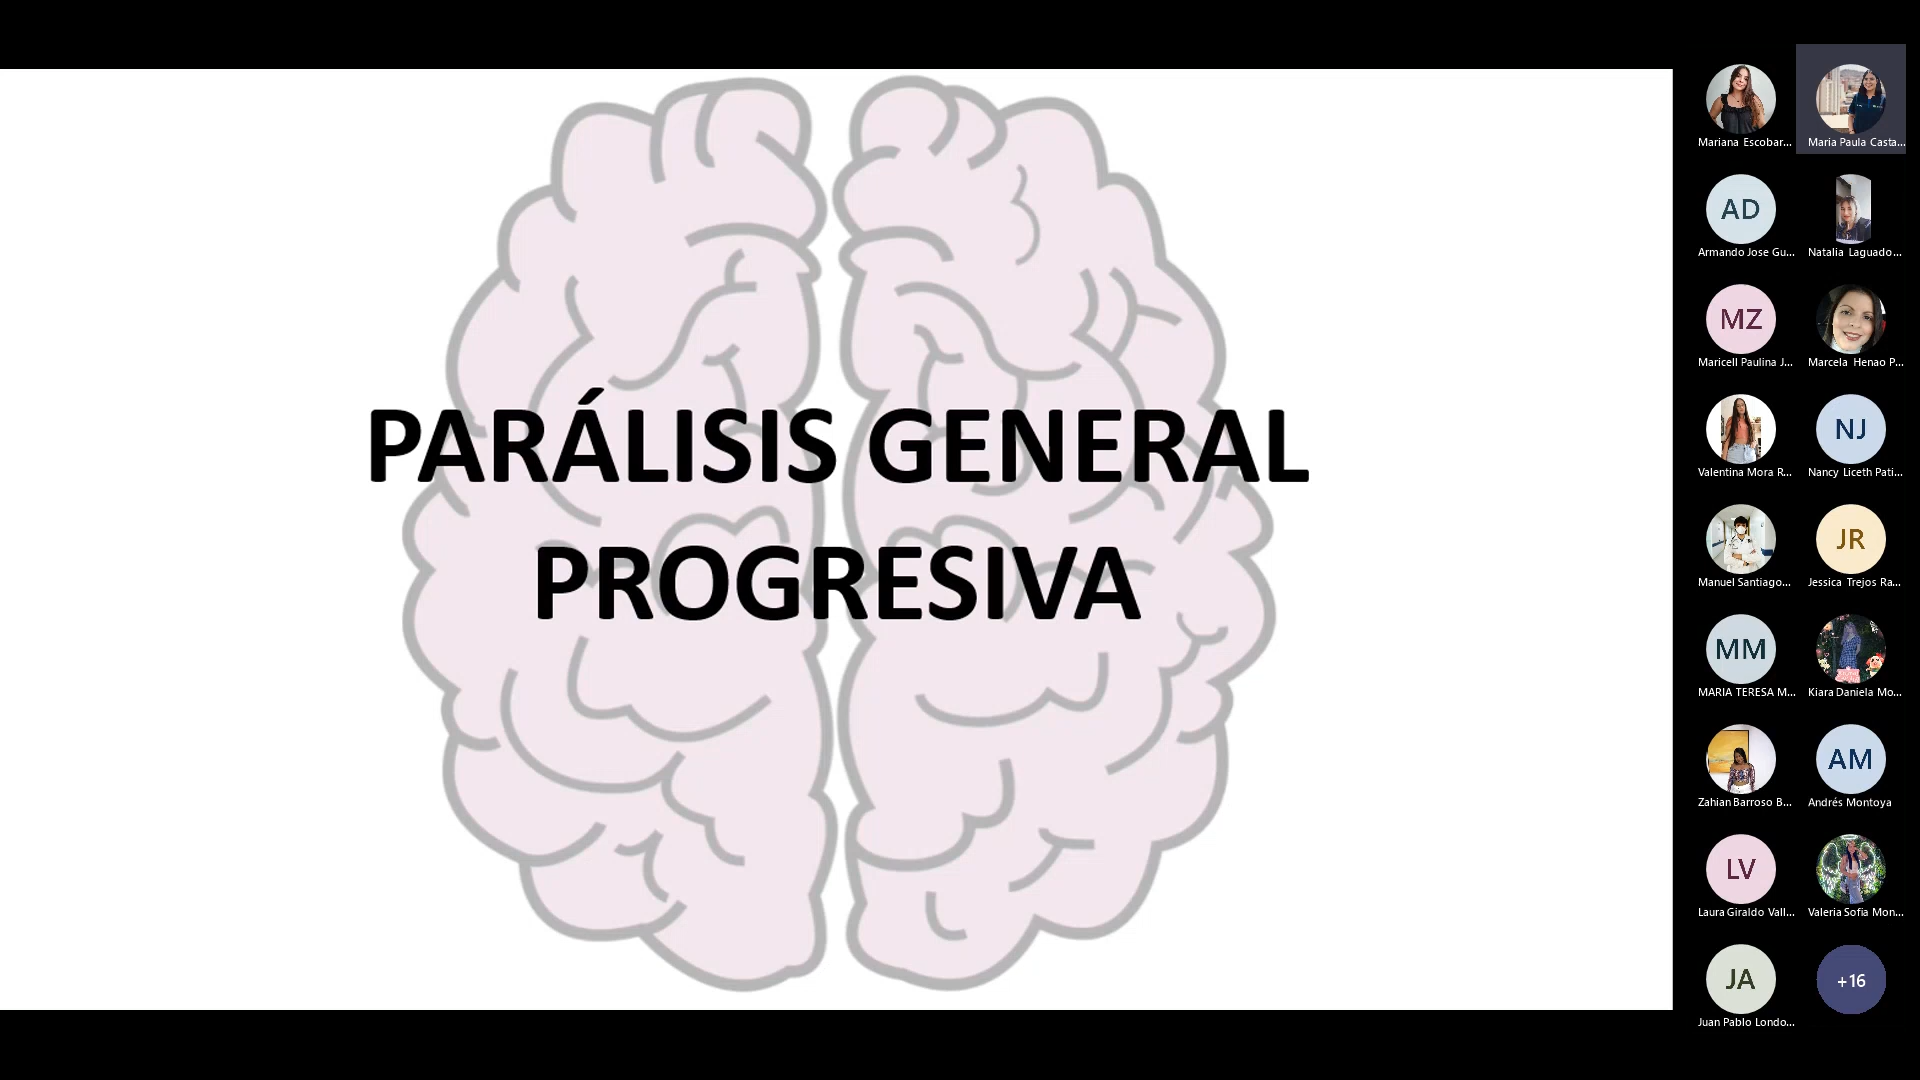 PARÁLISIS GENERAL
PROGRESIVA
Mariana Escobar...
Maria Paula Casta...
AD
Armando Jose Gu...
Natalia Laguado...
MZ
Maricell Paulina J...
Marcela Henao P...
Valentina Mora R...
NJ
Nancy Liceth Pati...
Manuel Santiago...
JR
Jessica Trejos Ra...
MM
MARIA TERESA M...
Kiara Daniela Mo...
Zahian Barroso B...
AM
Andrés Montoya
LV
Laura Giraldo Vall...
Valeria Sofia Mon...
JA
Juan Pablo Londo...
+16